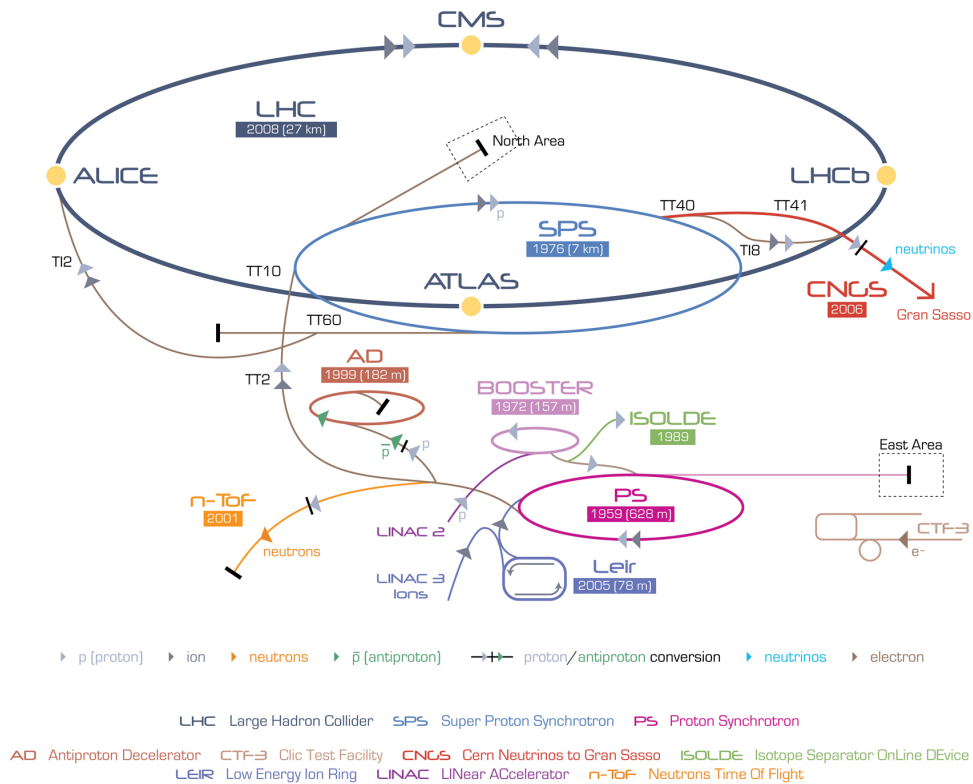 CMS
LHC
2008 (27 km)
North Area
ALICE
LHCb
TT40
TT41
SPS
1976 (7 km)
p
TI8
neutrinos
TI2
TT10
ATLAS
CNGS
2006
Gran Sasso
TT60
AD
1999 (182 m)
TT2
BOOSTER
1972 (157 m)
ISOLDE
1989
East Area
p
p̅
n-ToF
2001
PS
1959 (628 m)
LINAC 2
p
neutrons
CTF-3
e-
LINAC 3
Ions
Leir
2005 (78 m)
p (proton) ion neutrons p̅ (antiproton) proton/antiproton conversion neutrinos electron
LHC Large Hadron Collider SPS Super Proton Synchrotron PS Proton Synchrotron
AD Antiproton Decelerator CTF-3 Clic Test Facility CNGS Cern Neutrinos to Gran Sasso ISOLDE Isotope Separator OnLine DEvice
LEIR Low Energy Ion Ring LINAC LINear ACcelerator n-ToF Neutrons Time Of Flight